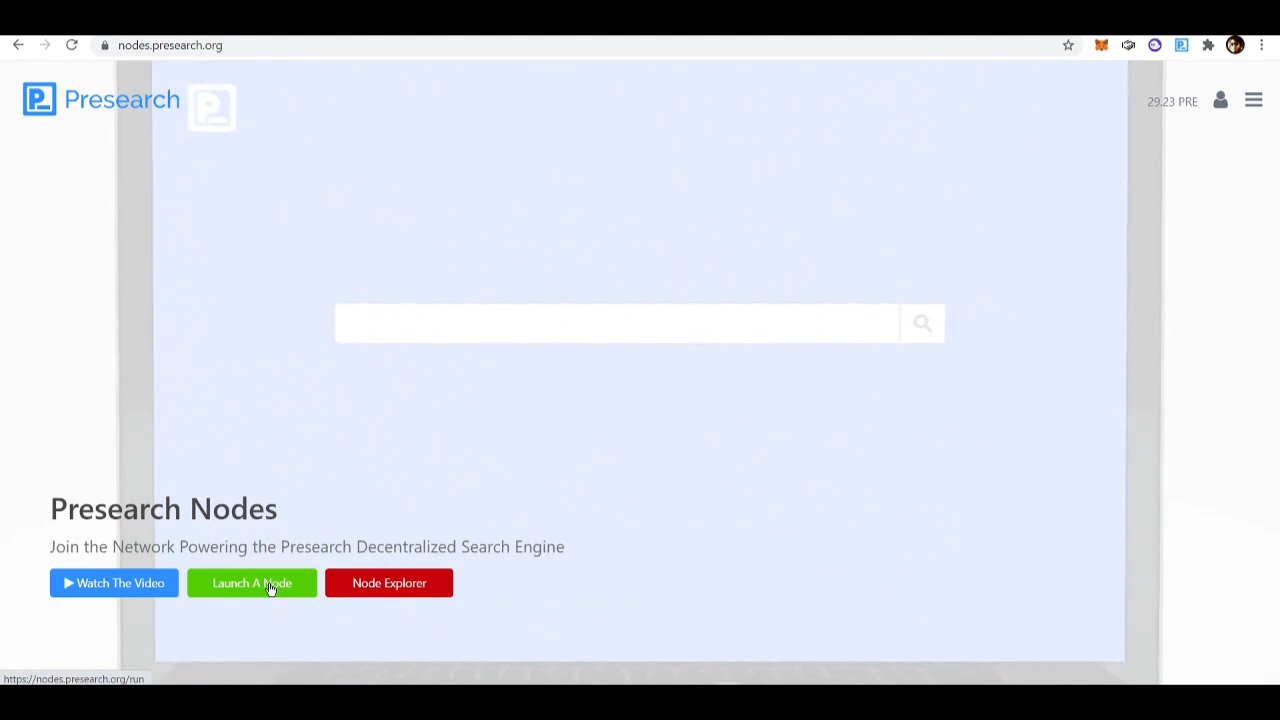 nodes.presearch.org
Presearch
29.23 PRE
Presearch Nodes
Join the Network Powering the Presearch Decentralized Search Engine
Watch The Video
Launch A Node
Node Explorer
https://nodes.presearch.org/run